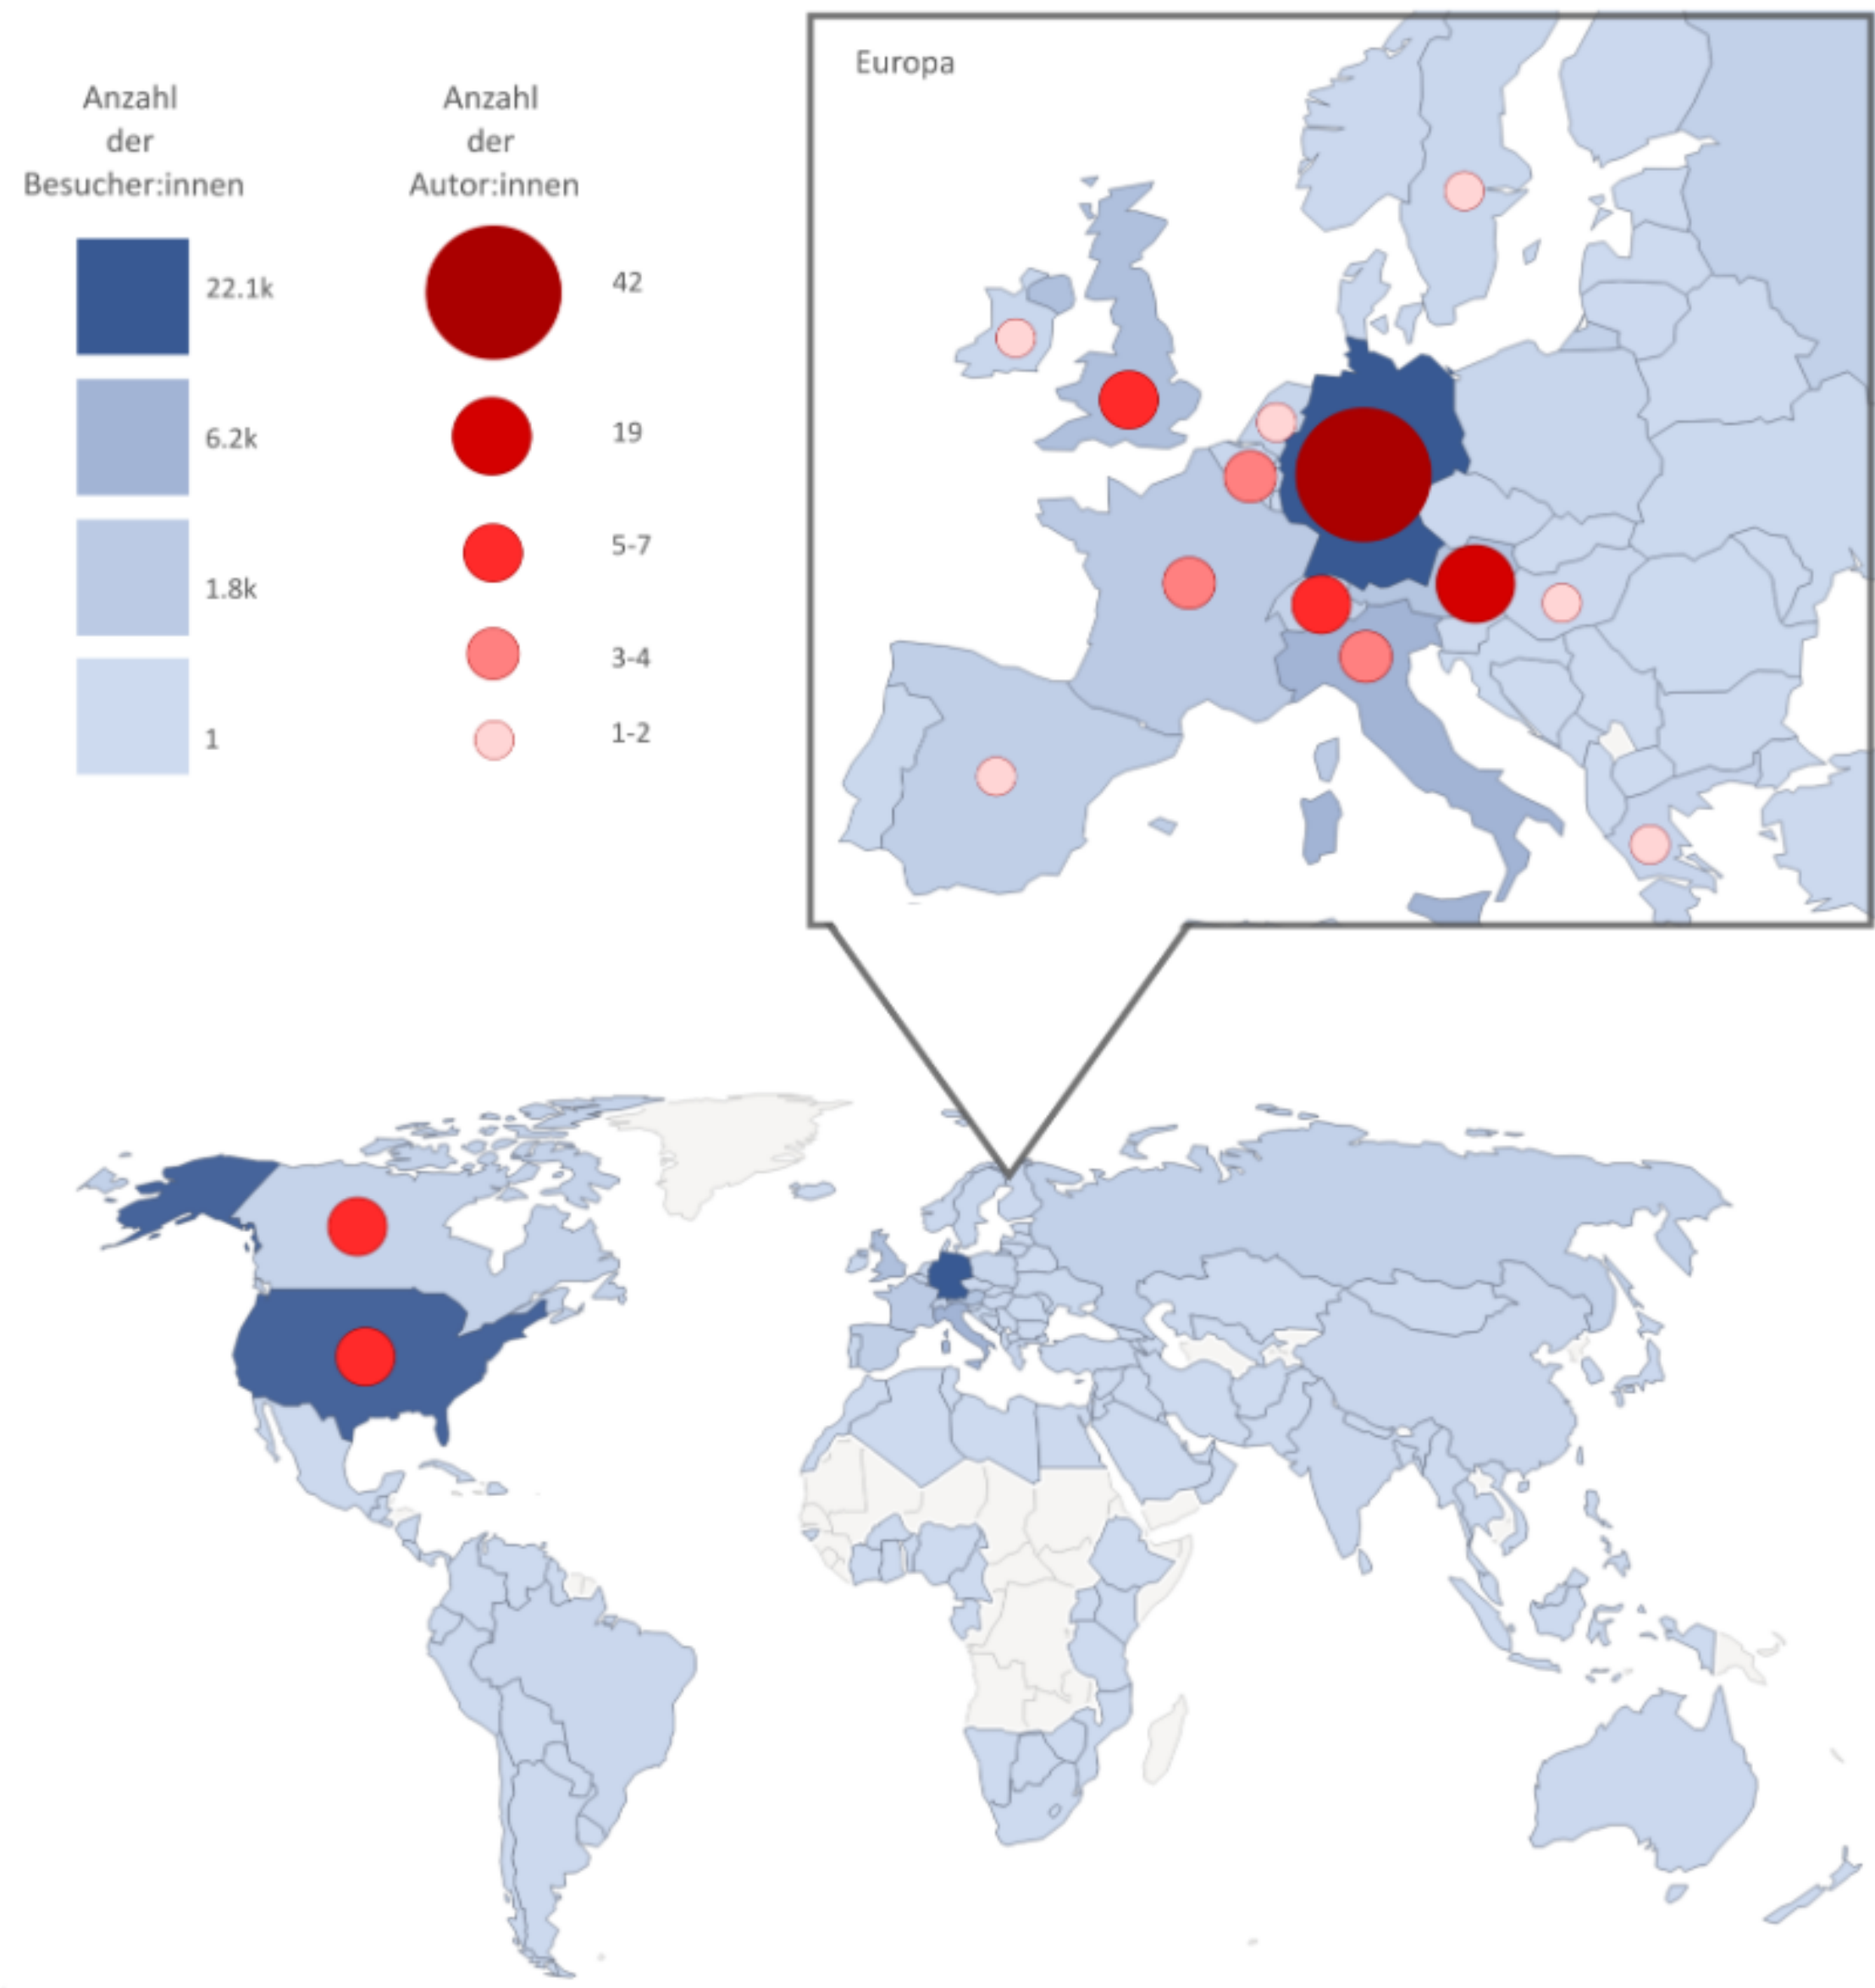 Anzahl
der
Besucher:innen
22.1k
6.2k
1.8k
1
Anzahl
der
Autor:innen
42
19
5-7
3-4
1-2
Europa